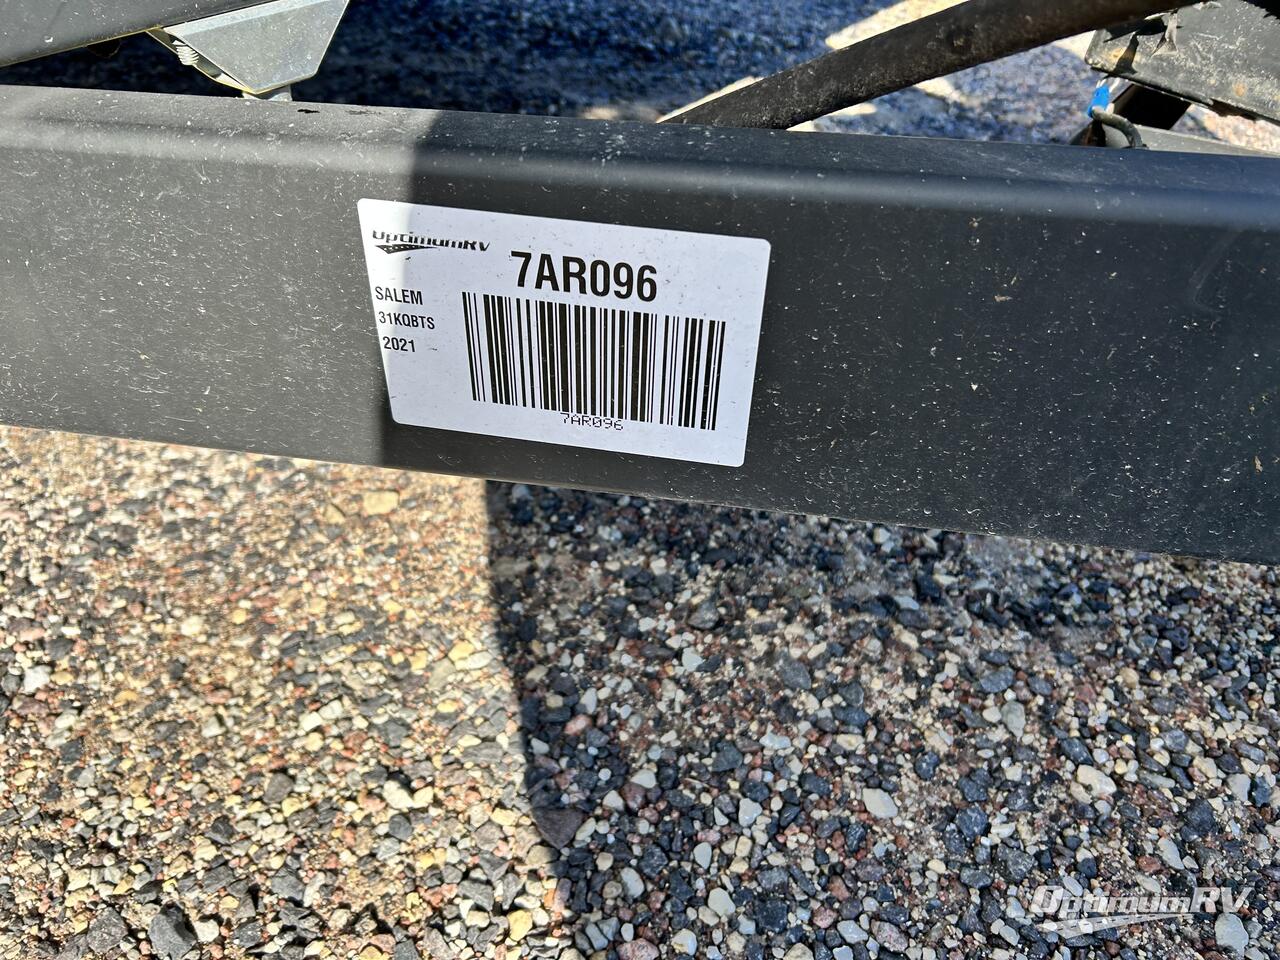 OptimumRV
7AR096
SALEM
31KQBTS
2021
7AR096
OptimumRV